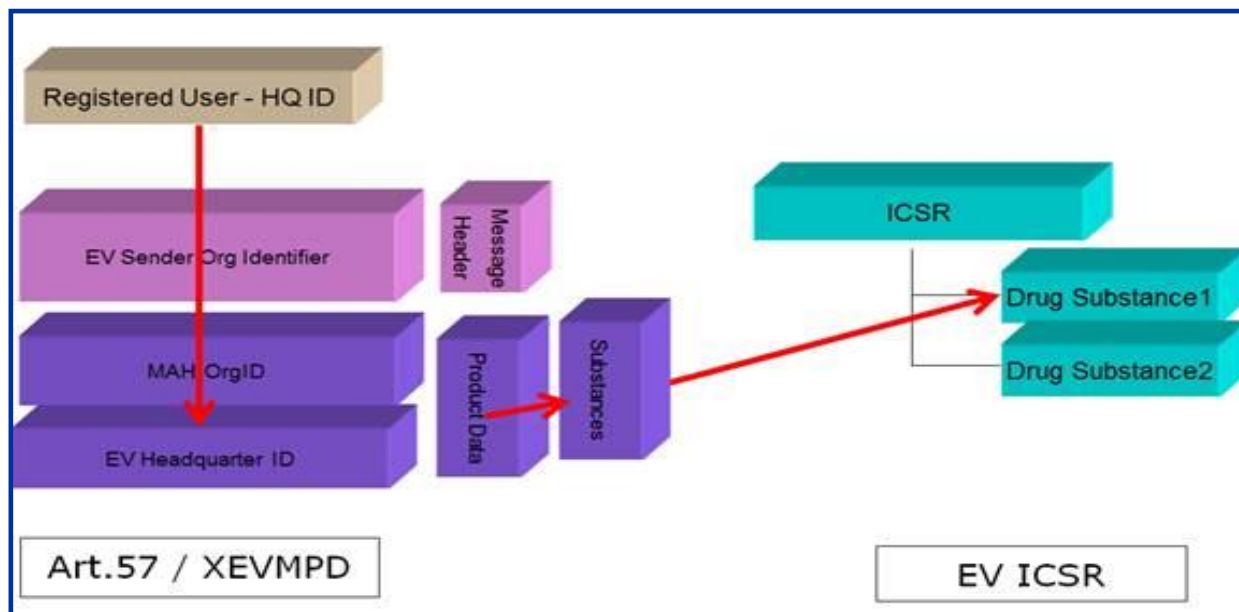 Registered User - HQ ID
EV Sender Org Identifier
Message
Header
MAH OrgID
EV Headquarter ID
Product Data
Substances
ICSR
Drug Substance1
Drug Substance2
Art.57 / XEVMPD
EV ICSR